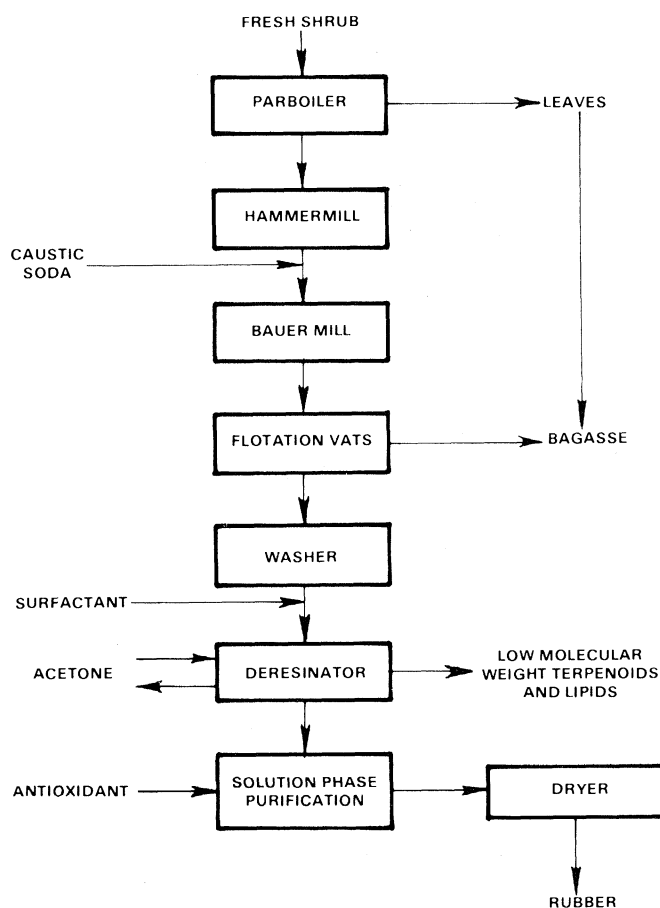 FRESH SHRUB
PARBOILER
LEAVES
HAMMERMILL
CAUSTIC
SODA
BAUER MILL
FLOTATION VATS
BAGASSE
WASHER
SURFACTANT
ACETONE
DERESINATOR
LOW MOLECULAR
WEIGHT TERPENOIDS
AND LIPIDS
ANTIOXIDANT
SOLUTION PHASE
PURIFICATION
DRYER
RUBBER